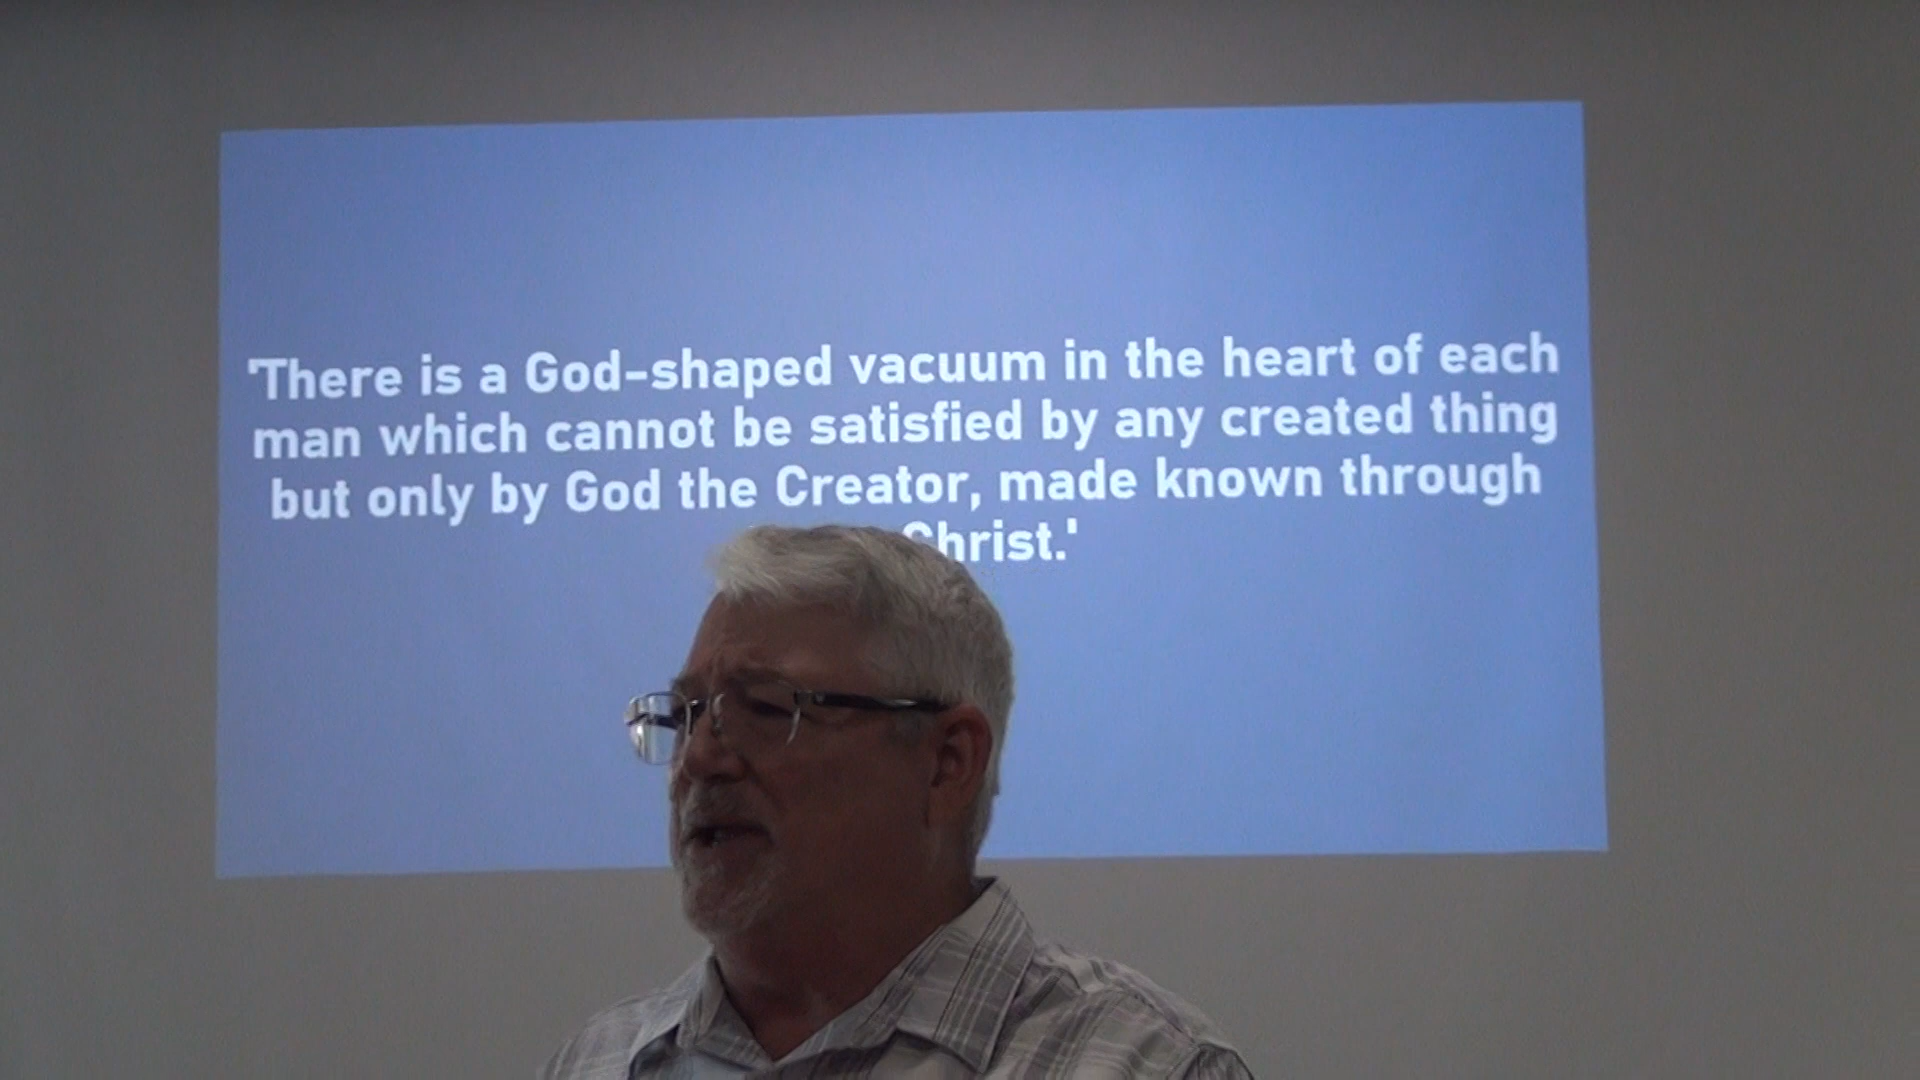 'There is a God-shaped vacuum in the heart of each
man which cannot be satisfied by any created thing
but only by God the Creator, made known through
Christ.'